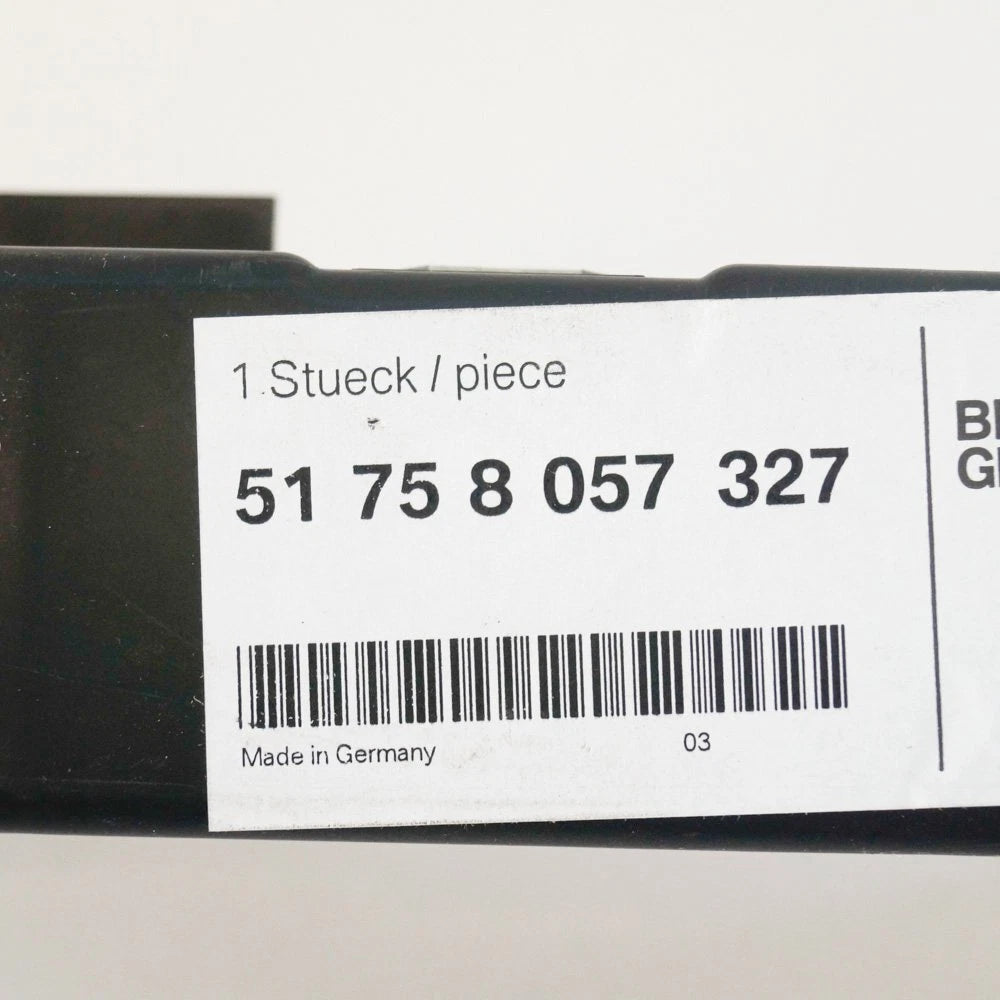 1 Stueck / piece
51 75 8 057 327
Made in Germany
03